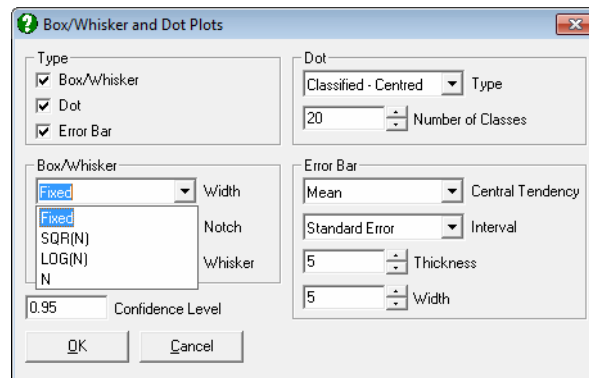 Box/Whisker and Dot Plots
Type
Box/Whisker
Dot
Error Bar
Dot
Classified - Centred Type
20 Number of Classes
Box/Whisker
Fixed Width
Fixed
SQR(N)
LOG(N)
N
Notch
Whisker
Error Bar
Mean Central Tendency
Standard Error Interval
5 Thickness
5 Width
0.95 Confidence Level
OK
Cancel